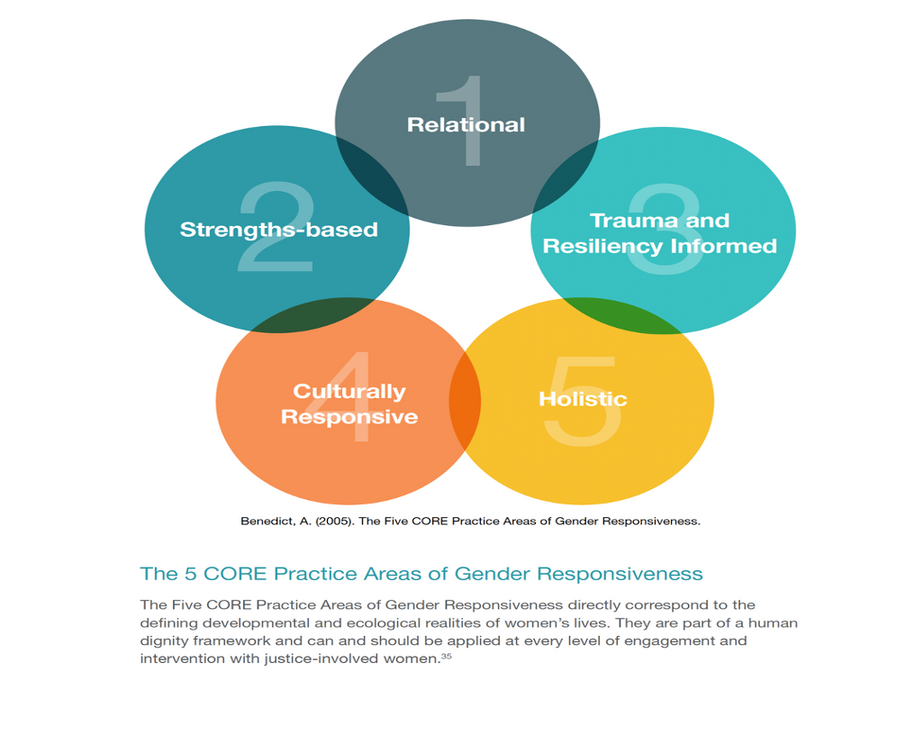 1
Relational
2
Strengths-based
3
Trauma and
Resiliency Informed
4
Culturally
Responsive
5
Holistic
Benedict, A. (2005). The Five CORE Practice Areas of Gender Responsiveness.
The 5 CORE Practice Areas of Gender Responsiveness
The Five CORE Practice Areas of Gender Responsiveness directly correspond to the
defining developmental and ecological realities of women’s lives. They are part of a human
dignity framework and can and should be applied at every level of engagement and
intervention with justice-involved women.³⁵